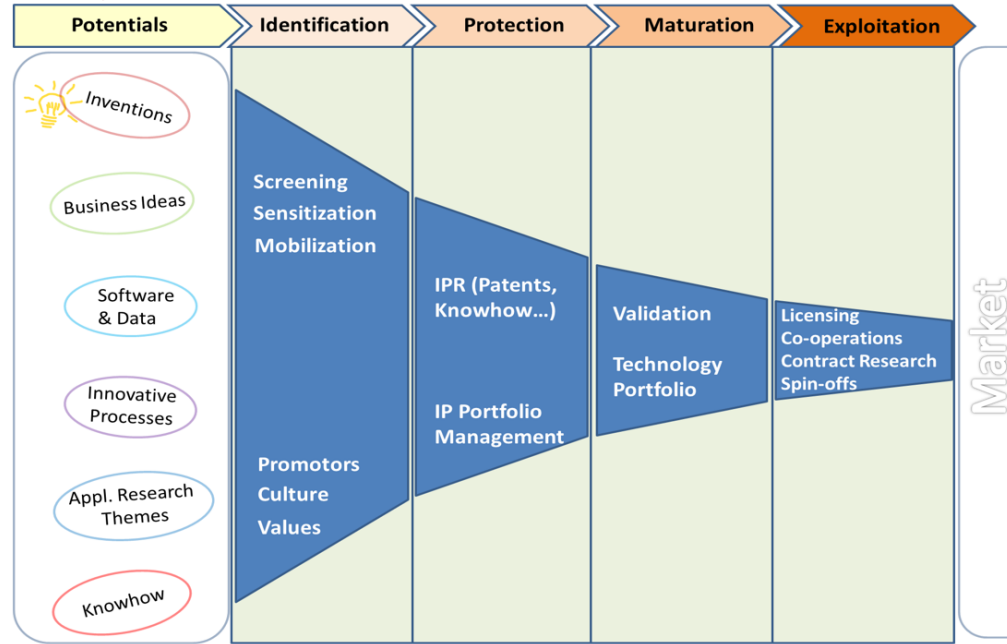 Potentials
Identification
Protection
Maturation
Exploitation
Inventions
Business Ideas
Software
& Data
Innovative
Processes
Appl. Research
Themes
Knowhow
Screening
Sensitization
Mobilization
Promotors
Culture
Values
IPR (Patents,
Knowhow...)
IP Portfolio
Management
Validation
Technology
Portfolio
Licensing
Co-operations
Contract Research
Spin-offs
Market